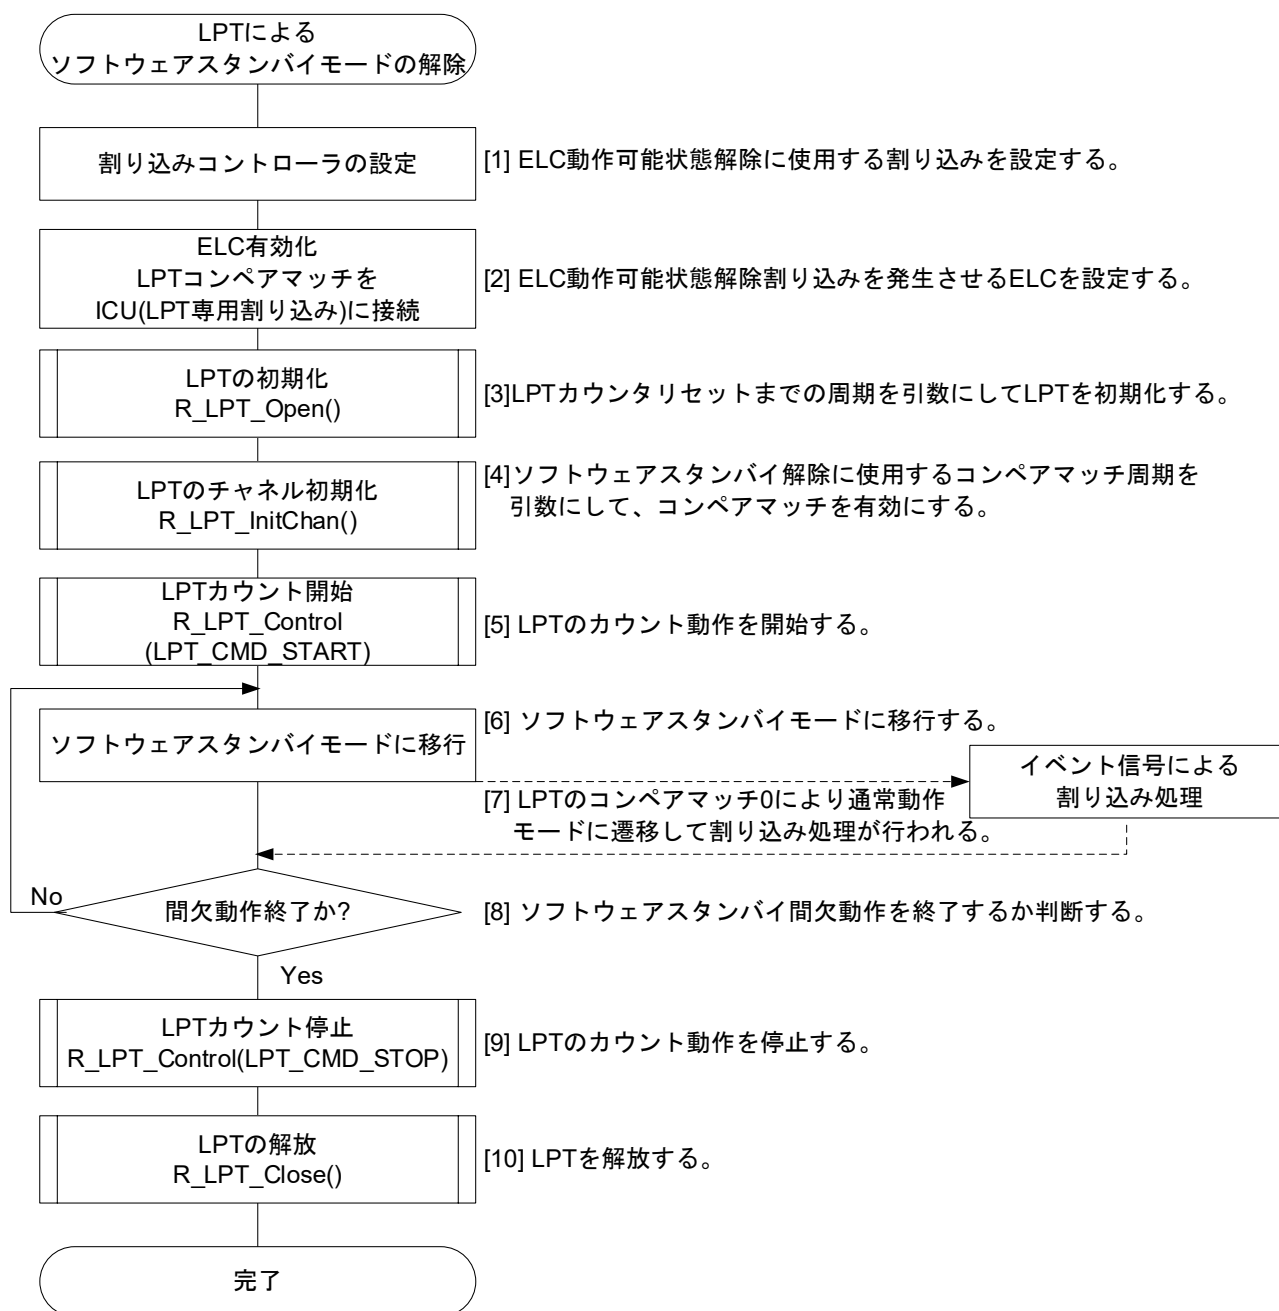 LPTによる
ソフトウェアスタンバイモードの解除
割り込みコントローラの設定
[1] ELC動作可能状態解除に使用する割り込みを設定する。
ELC有効化
LPTコンペアマッチを
ICU(LPT専用割り込み)に接続
[2] ELC動作可能状態解除割り込みを発生させるELCを設定する。
LPTの初期化
R_LPT_Open()
[3]LPTカウンタリセットまでの周期を引数にしてLPTを初期化する。
LPTのチャネル初期化
R_LPT_InitChan()
[4]ソフトウェアスタンバイ解除に使用するコンペアマッチ周期を
引数にして、コンペアマッチを有効にする。
LPTカウント開始
R_LPT_Control
(LPT_CMD_START)
[5] LPTのカウント動作を開始する。
ソフトウェアスタンバイモードに移行
[6] ソフトウェアスタンバイモードに移行する。
イベント信号による
割り込み処理
[7] LPTのコンペアマッチ0により通常動作
モードに遷移して割り込み処理が行われる。
No
間欠動作終了か?
[8] ソフトウェアスタンバイ間欠動作を終了するか判断する。
Yes
LPTカウント停止
R_LPT_Control(LPT_CMD_STOP)
[9] LPTのカウント動作を停止する。
LPTの解放
R_LPT_Close()
[10] LPTを解放する。
完了